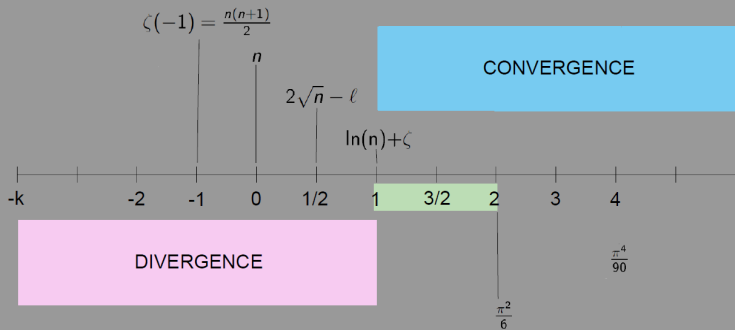 ζ(-1) = n(n+1)/2
n
CONVERGENCE
2√n − ℓ
ln(n)+ζ
-k -2 -1 0 1/2 1 3/2 2 3 4
DIVERGENCE
π⁴/90
π²/6